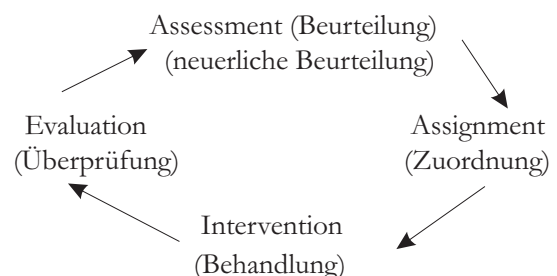 Assessment (Beurteilung)
(neuerliche Beurteilung)
Evaluation
(Überprüfung)
Assignment
(Zuordnung)
Intervention
(Behandlung)